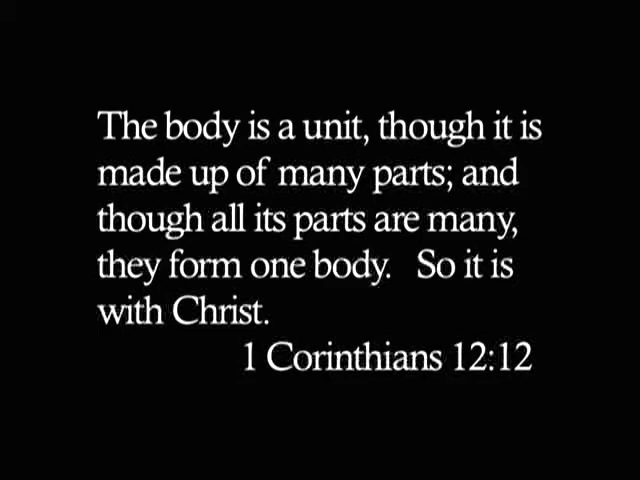 The body is a unit, though it is
made up of many parts; and
though all its parts are many,
they form one body.   So it is
with Christ.
1 Corinthians 12:12